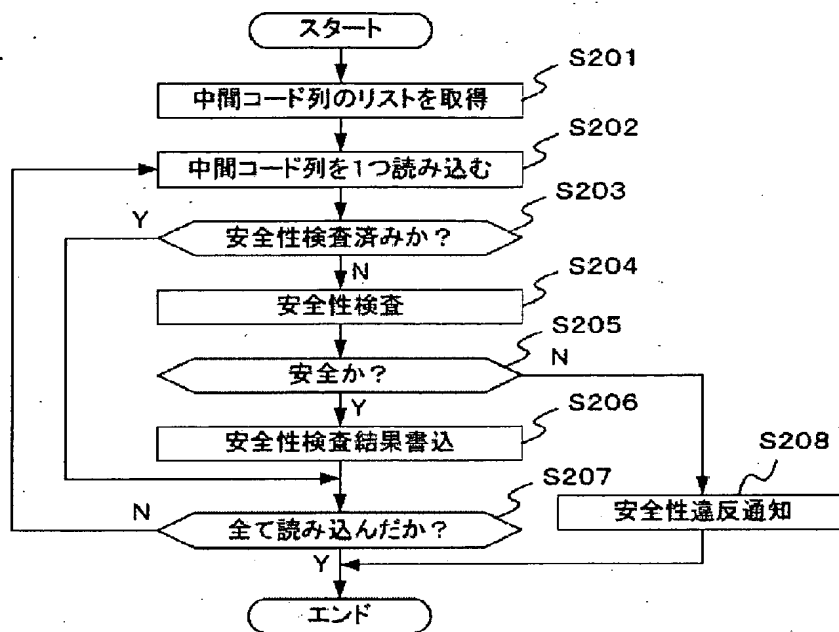 スタート
S201
中間コード列のリストを取得
S202
中間コード列を1つ読み込む
S203
Y
安全性検査済みか?
N
S204
安全性検査
S205
安全か?
N
Y
S206
安全性検査結果書込
S207
S208
N
全て読み込んだか?
安全性違反通知
Y
エンド